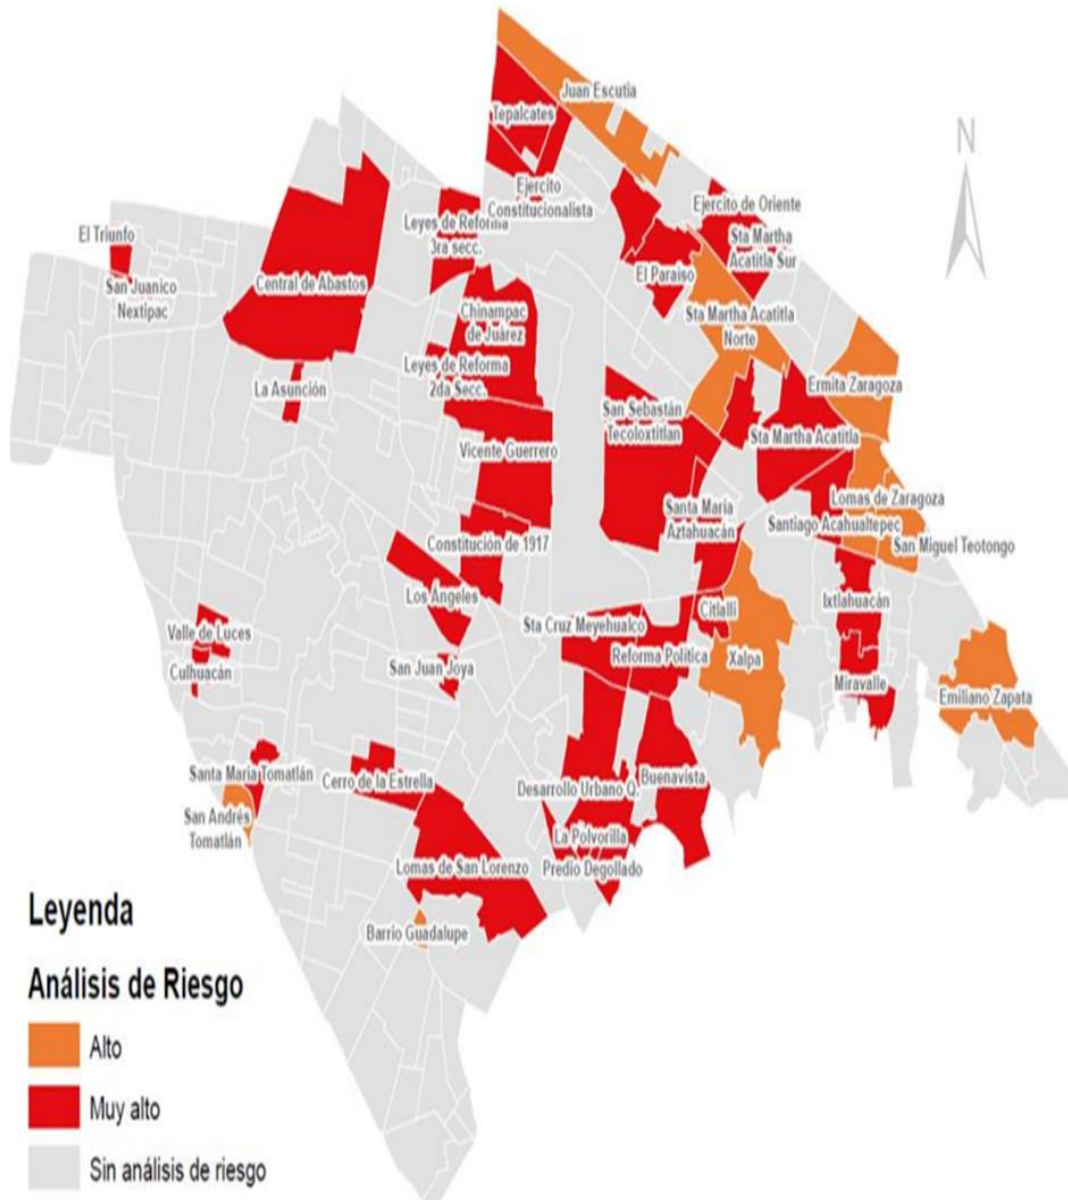 Juan Escutia
Tepalcates
N
Ejercito
Constitucionalista
Ejercito de Oriente
Leyes de Reforma
3ra secc.
El Triunfo
Sta Martha
Acatitla Sur
El Paraiso
San Juanico
Nextipac
Central de Abastos
Chinampac
de Juárez
Sta Martha Acatitla
Norte
Leyes de Reforma
2da Secc.
La Asunción
Ermita Zaragoza
San Sebastán
Tecoloxtitlan
Sta Martha Acatitla
Vicente Guerrero
Lomas de Zaragoza
Santa Maria
Aztahuacán
Santiago Acahualtepec
San Miguel Teotongo
Constitución de 1917
Los Angeles
Citlalli
Ixtlahuacán
Sta Cruz Meyehualco
Valle de Luces
Reforma Política
Xalpa
Culhuacán
San Juan Joya
Miravalle
Emiliano Zapata
Santa María Tomatlán
Cerro de la Estrella
Desarrollo Urbano Q.
Buenavista
San Andrés
Tomatlán
La Polvorilla
Lomas de San Lorenzo
Predio Degollado
Barrio Guadalupe
Leyenda
Análisis de Riesgo
Alto
Muy alto
Sin análisis de riesgo